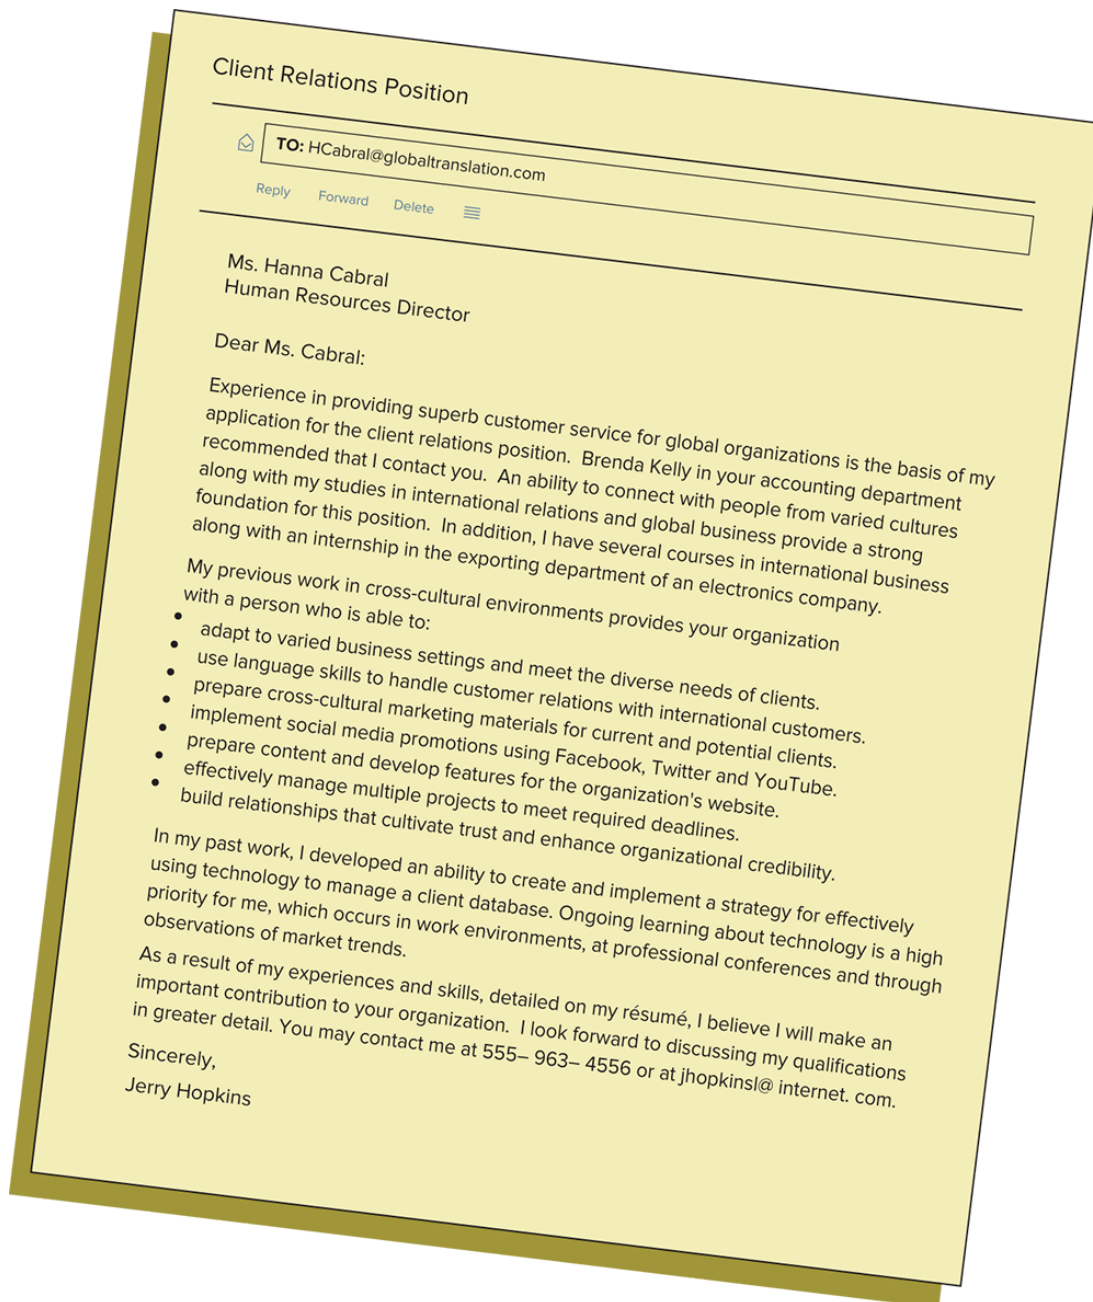 Client Relations Position
TO: HCabral@globaltranslation.com
Reply Forward Delete
Ms. Hanna Cabral
Human Resources Director
Dear Ms. Cabral:
Experience in providing superb customer service for global organizations is the basis of my
application for the client relations position. Brenda Kelly in your accounting department
recommended that I contact you. An ability to connect with people from varied cultures
along with my studies in international relations and global business provide a strong
foundation for this position. In addition, I have several courses in international business
along with an internship in the exporting department of an electronics company.
My previous work in cross-cultural environments provides your organization
with a person who is able to:
• adapt to varied business settings and meet the diverse needs of clients.
• use language skills to handle customer relations with international customers.
• prepare cross-cultural marketing materials for current and potential clients.
• implement social media promotions using Facebook, Twitter and YouTube.
• prepare content and develop features for the organization's website.
• effectively manage multiple projects to meet required deadlines.
• build relationships that cultivate trust and enhance organizational credibility.
In my past work, I developed an ability to create and implement a strategy for effectively
using technology to manage a client database. Ongoing learning about technology is a high
priority for me, which occurs in work environments, at professional conferences and through
observations of market trends.
As a result of my experiences and skills, detailed on my résumé, I believe I will make an
important contribution to your organization. I look forward to discussing my qualifications
in greater detail. You may contact me at 555– 963– 4556 or at jhopkinsl@ internet. com.
Sincerely,
Jerry Hopkins